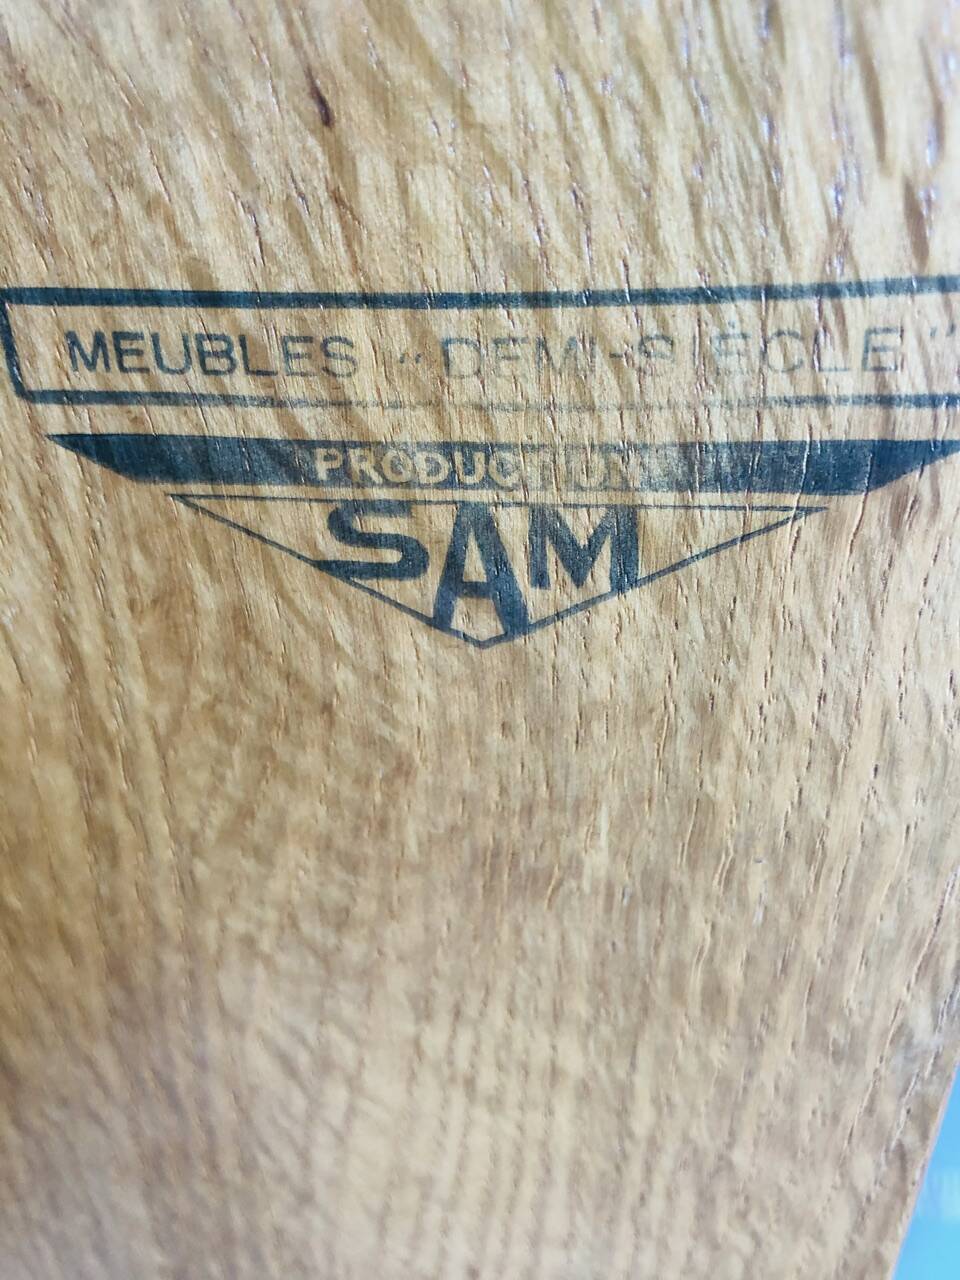 MEUBLES “DEMI-SIÈCLE”
PRODUCTION
SAM